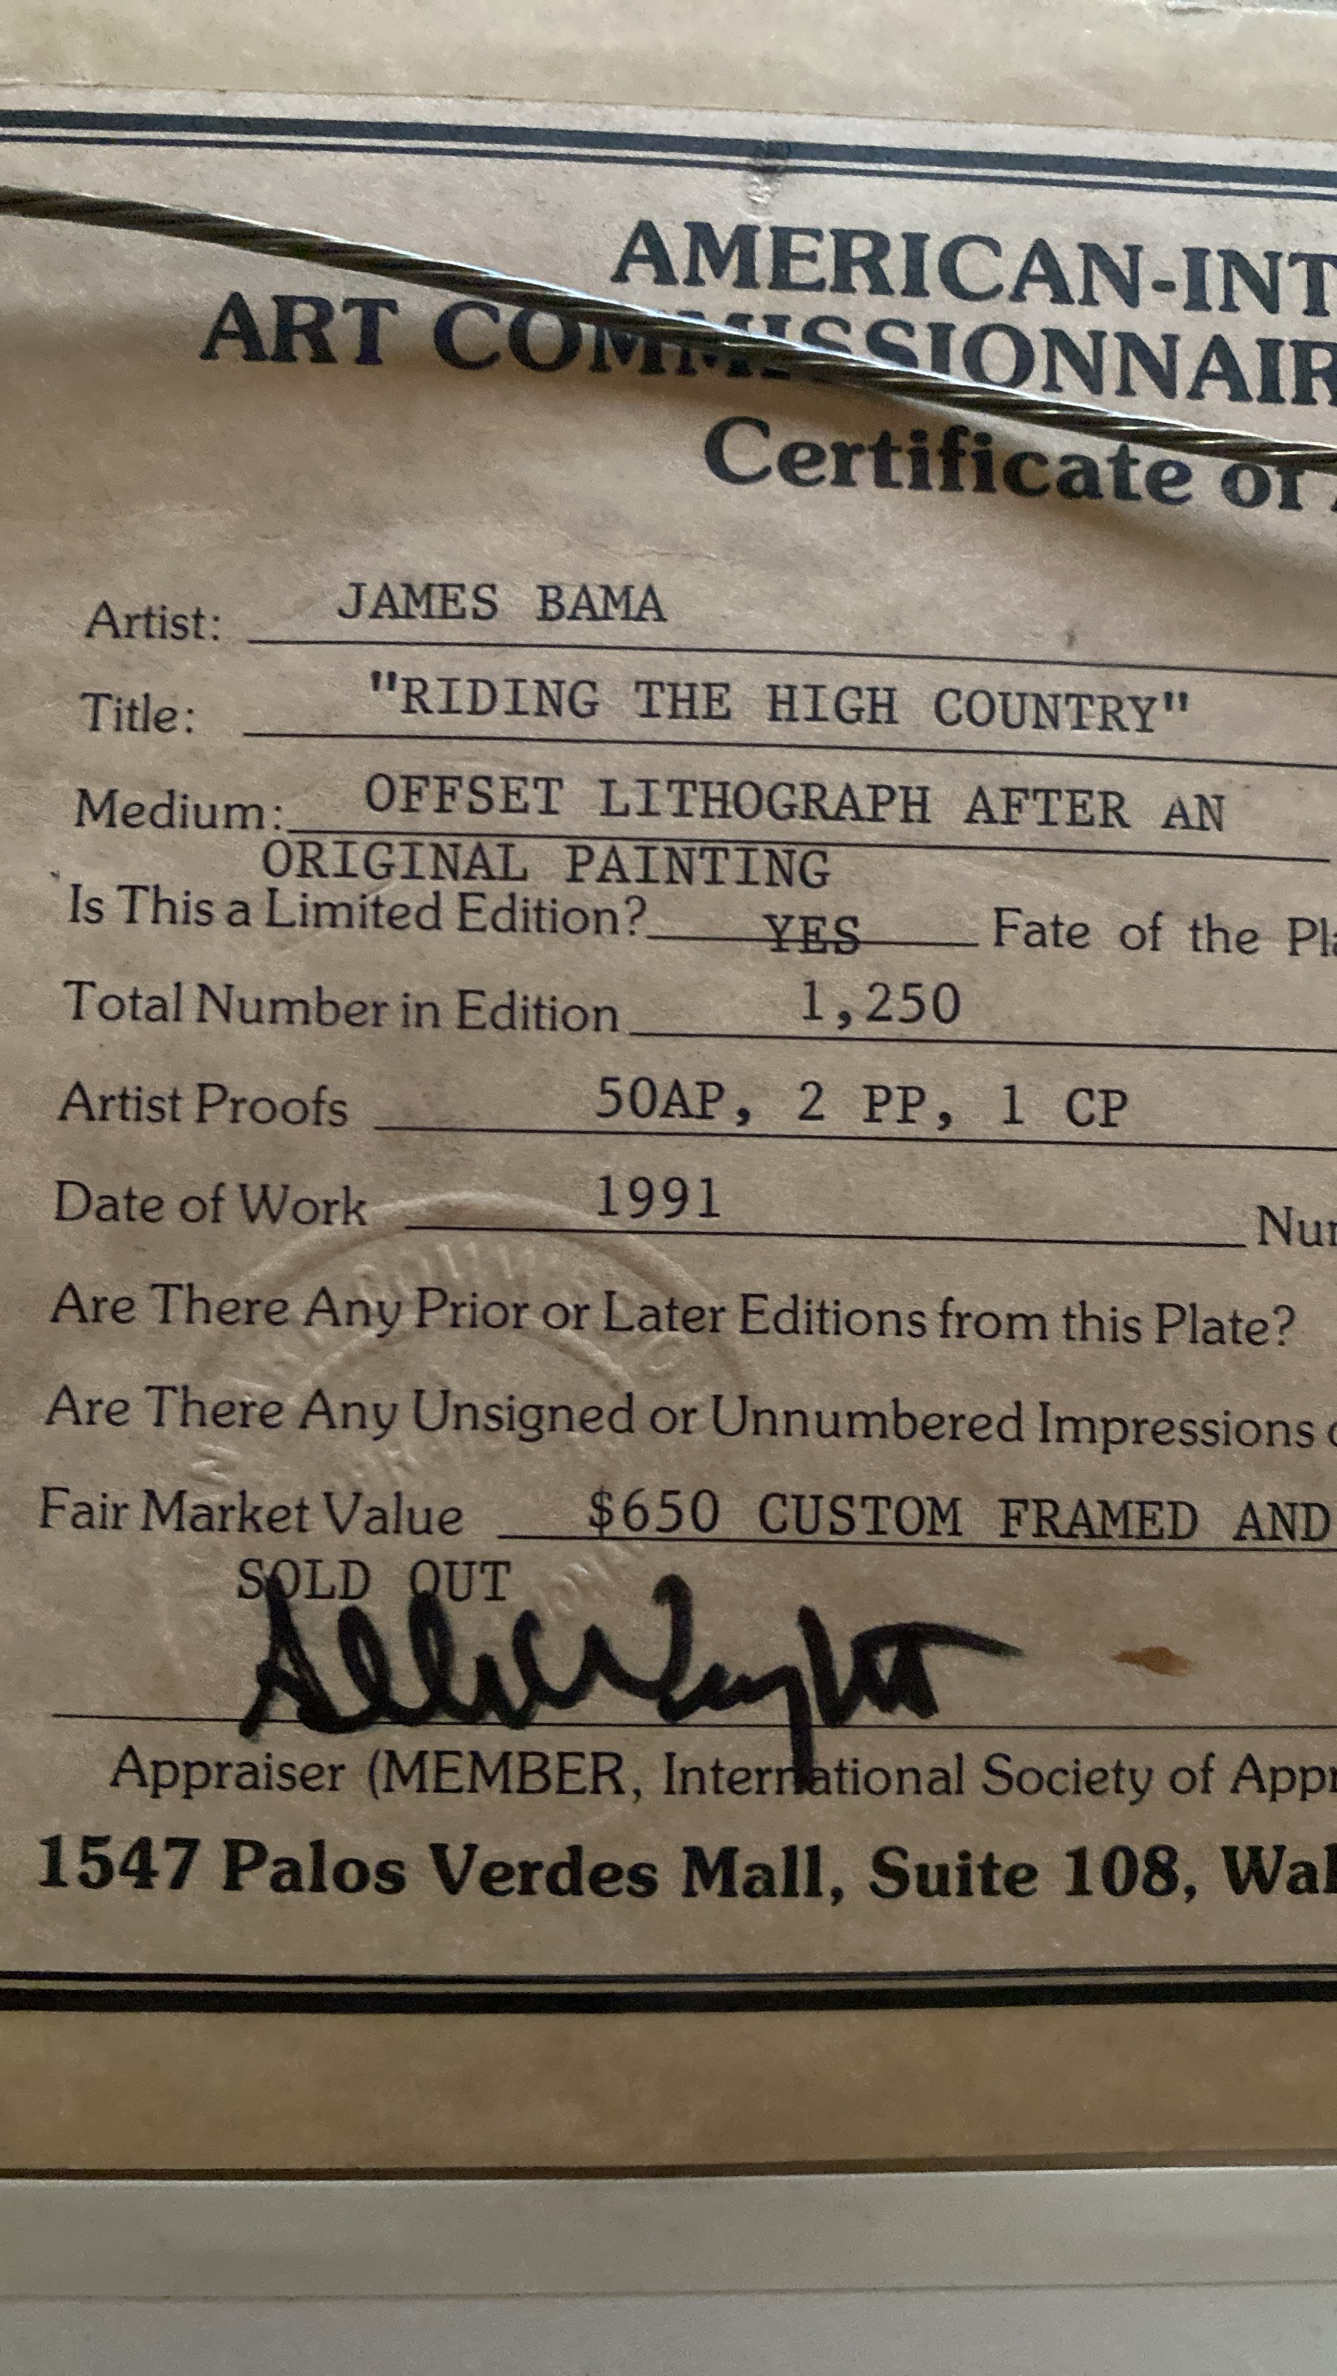 AMERICAN-INT
ART COMMISSIONNAIR
Certificate of
Artist: JAMES BAMA
Title: "RIDING THE HIGH COUNTRY"
Medium: OFFSET LITHOGRAPH AFTER AN
ORIGINAL PAINTING
Is This a Limited Edition? YES Fate of the Pla
Total Number in Edition 1,250
Artist Proofs 50AP, 2 PP, 1 CP
Date of Work 1991 Num
Are There Any Prior or Later Editions from this Plate?
Are There Any Unsigned or Unnumbered Impressions
Fair Market Value $650 CUSTOM FRAMED AND
SOLD OUT
Appraiser (MEMBER, International Society of Appr
1547 Palos Verdes Mall, Suite 108, Wal